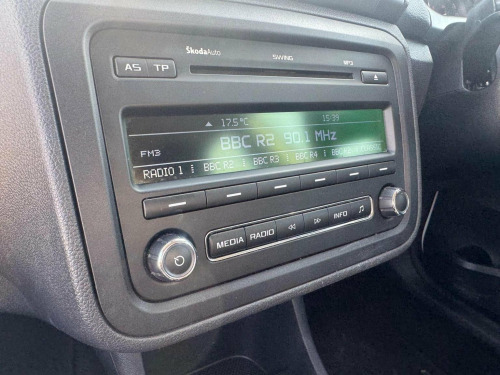 ŠkodaAuto SWING MP3
AS TP
▲ 17.5°C 15:39
BBC R2 90.1 MHz
FM3
RADIO 1 BBC R2 BBC R3 BBC R4
MEDIA RADIO INFO